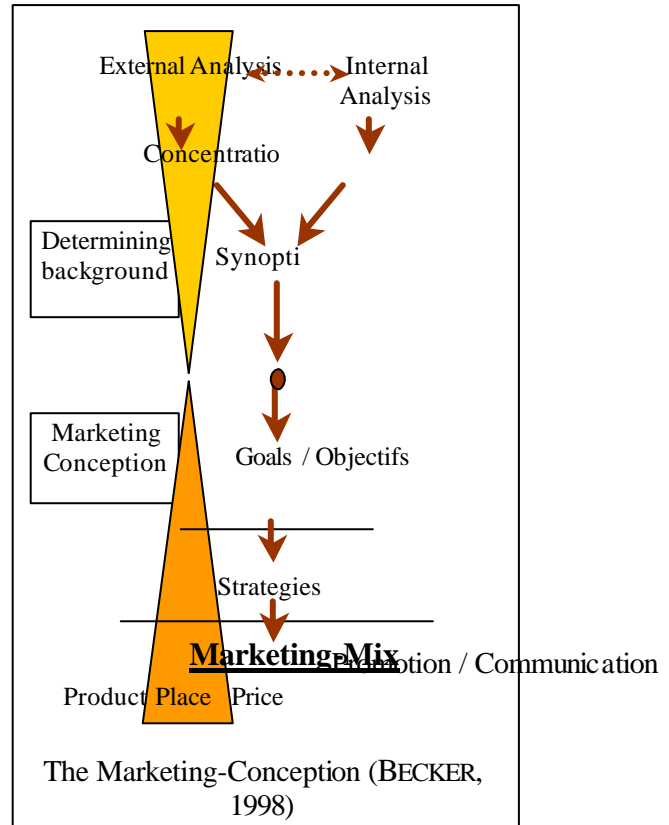 External Analysis
Internal
Analysis
Concentratio
Determining
background
Synopti
Marketing
Conception
Goals / Objectifs
Strategies
Marketing-Mix
Promotion / Communication
Product Place Price
The Marketing-Conception (BECKER,
1998)